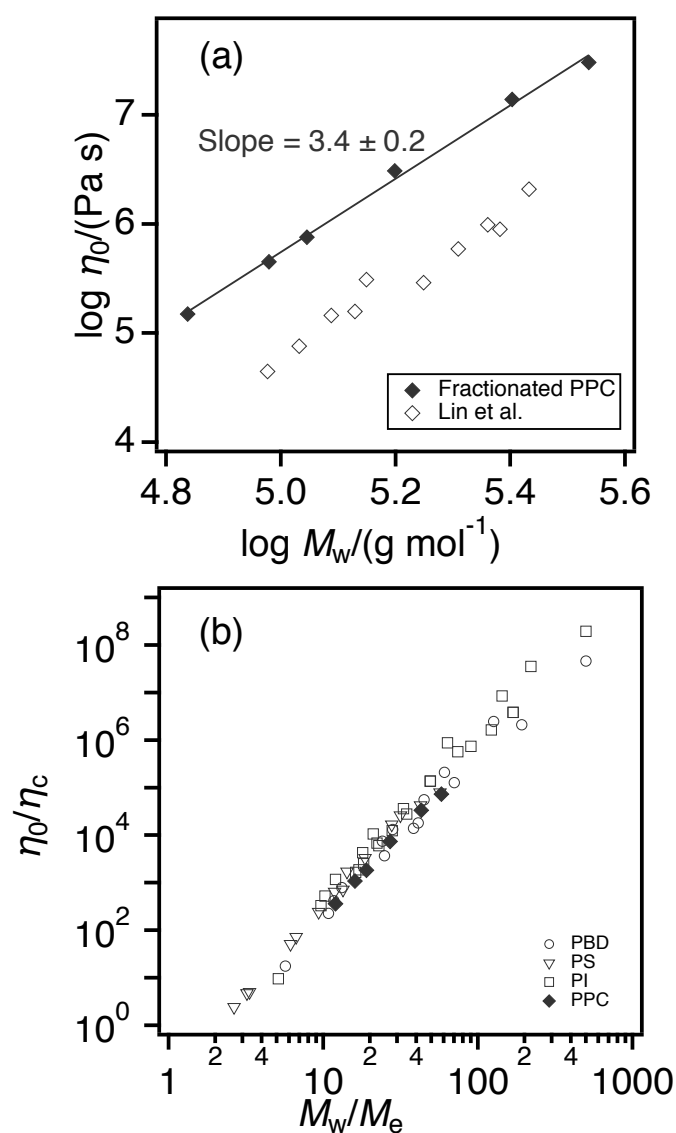 (a)
Slope = 3.4 ± 0.2
log η0/(Pa s)
7
6
5
4
Fractionated PPC
Lin et al.
4.8 5.0 5.2 5.4 5.6
log Mw/(g mol-1)
(b)
η0/ηc
10^8
10^6
10^4
10^2
10^0
PBD
PS
PI
PPC
1 2 4 10 2 4 100 2 4 1000
Mw/Me